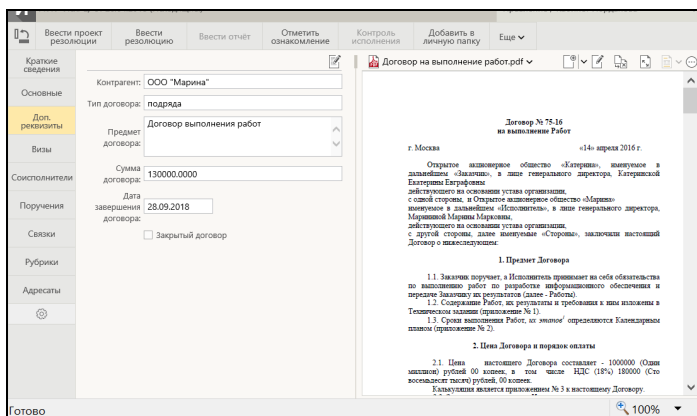 Ввести проект резолюции
Ввести резолюцию
Ввести отчёт
Отметить ознакомление
Контроль исполнения
Добавить в личную папку
Еще
Краткие сведения
Основные
Доп. реквизиты
Визы
Соисполнители
Поручения
Связки
Рубрики
Адресаты
Контрагент: ООО "Марина"
Тип договора: подряда
Предмет договора: Договор выполнения работ
Сумма договора: 130000.0000
Дата завершения договора: 28.09.2018
Закрытый договор
Договор на выполнение работ.pdf
Договор № 75-16
на выполнение Работ
г. Москва «14» апреля 2016 г.
Открытое акционерное общество «Катерина», именуемое в
дальнейшем «Заказчик», в лице генерального директора, Катеринской
Екатерины Евграфовны
действующего на основании устава организации,
с одной стороны, и Открытое акционерное общество «Марина»
именуемое в дальнейшем «Исполнитель», в лице генерального директора,
Марининой Марины Марковны,
действующего на основании устава организации,
с другой стороны, далее именуемые «Стороны», заключили настоящий
Договор о нижеследующем:
1. Предмет Договора
1.1. Заказчик поручает, а Исполнитель принимает на себя обязательства
по выполнению работ по разработке информационного обеспечения и
передаче Заказчику их результатов (далее - Работы).
1.2. Содержание Работ, их результаты и требования к ним изложены в
Техническом задании (приложение № 1).
1.3. Сроки выполнения Работ, их этапов¹ определяются Календарным
планом (приложение № 2).
2. Цена Договора и порядок оплаты
2.1. Цена настоящего Договора составляет - 1000000 (Один
миллион) рублей 00 копеек, в том числе НДС (18%) 180000 (Сто
восемьдесят тысяч) рублей, 00 копеек.
Калькуляция является приложением № 3 к настоящему Договору.
Готово
100%